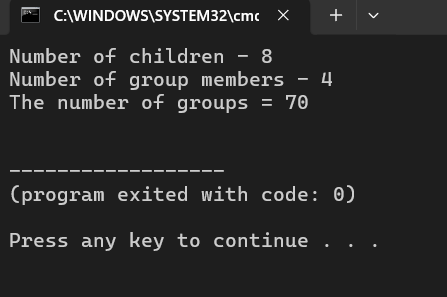 C:\WINDOWS\SYSTEM32\cmc
Number of children - 8
Number of group members - 4
The number of groups = 70
------------------
(program exited with code: 0)
Press any key to continue . . .